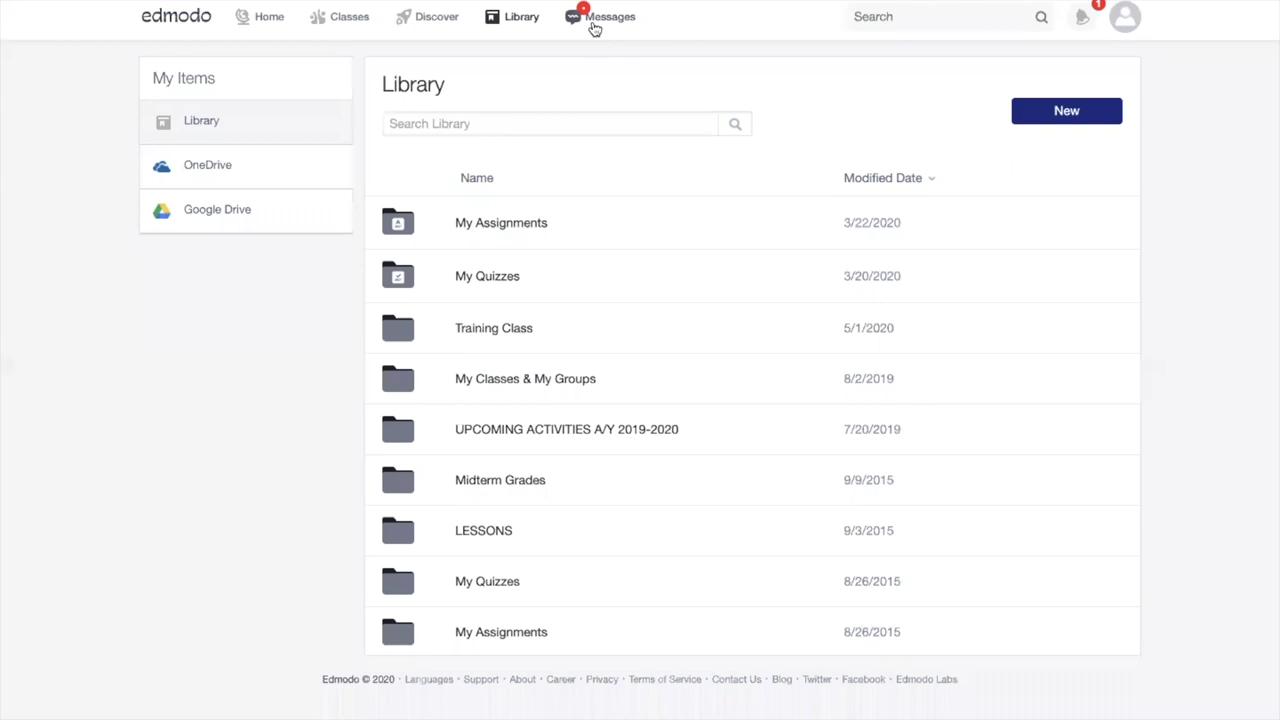 edmodo Home Classes Discover Library Messages Search 1
My Items
Library
OneDrive
Google Drive
Library
Search Library
New
Name Modified Date
My Assignments 3/22/2020
My Quizzes 3/20/2020
Training Class 5/1/2020
My Classes & My Groups 8/2/2019
UPCOMING ACTIVITIES A/Y 2019-2020 7/20/2019
Midterm Grades 9/9/2015
LESSONS 9/3/2015
My Quizzes 8/26/2015
My Assignments 8/26/2015
Edmodo © 2020 · Languages · Support · About · Career · Privacy · Terms of Service · Contact Us · Blog · Twitter · Facebook · Edmodo Labs